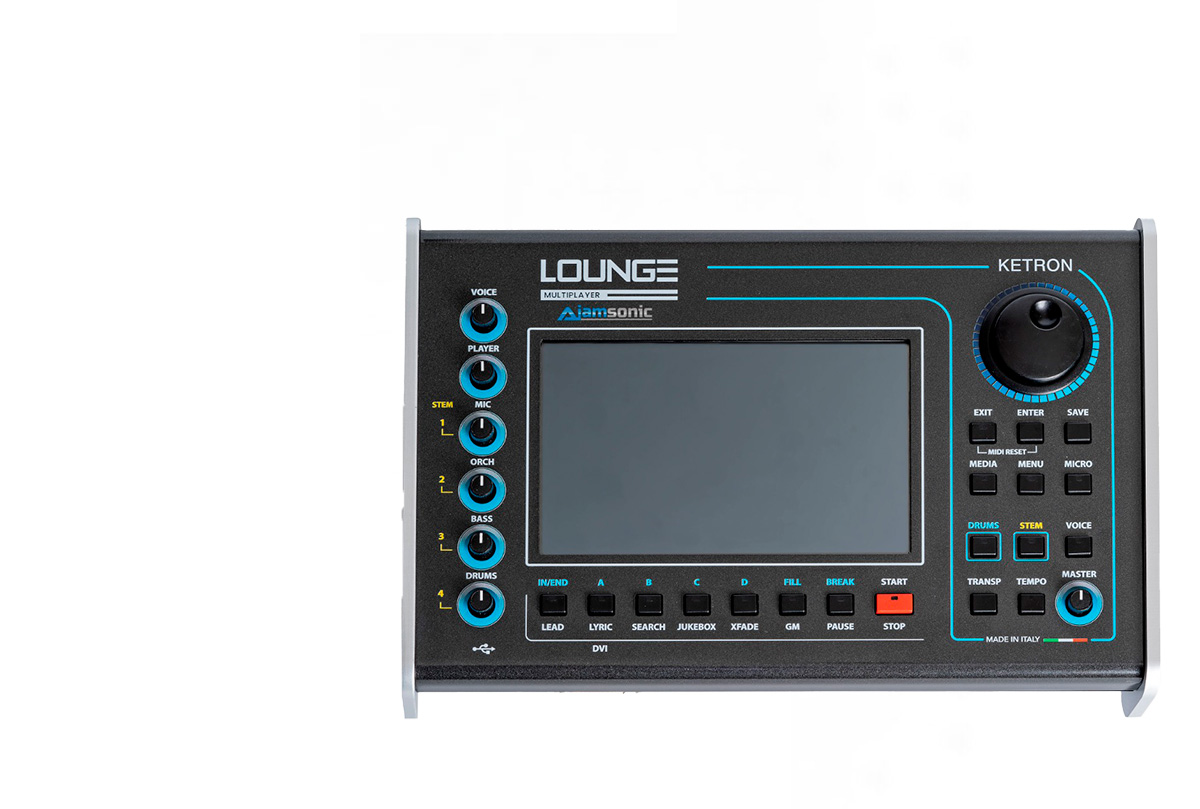 LOUNGE
MULTIPLAYER
Ajamsonic
KETRON
VOICE
PLAYER
STEM
MIC
1
ORCH
2
BASS
3
DRUMS
4
EXIT ENTER SAVE
MIDI RESET
MEDIA MENU MICRO
DRUMS STEM VOICE
TRANSP TEMPO MASTER
IN/END A B C D FILL BREAK START
LEAD LYRIC SEARCH JUKEBOX XFADE GM PAUSE STOP
DVI
MADE IN ITALY